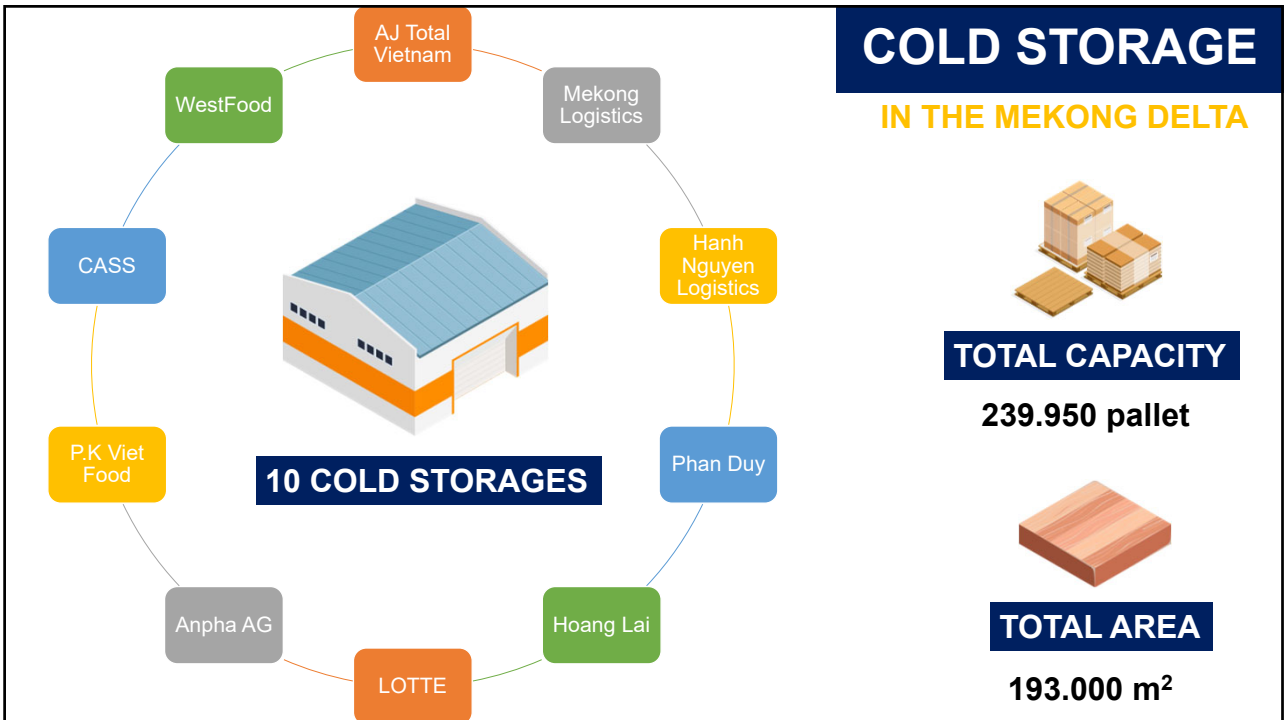 COLD STORAGE
IN THE MEKONG DELTA
AJ Total
Vietnam
Mekong
Logistics
Hanh
Nguyen
Logistics
Phan Duy
Hoang Lai
LOTTE
Anpha AG
P.K Viet
Food
CASS
WestFood
10 COLD STORAGES
TOTAL CAPACITY
239.950 pallet
TOTAL AREA
193.000 m²